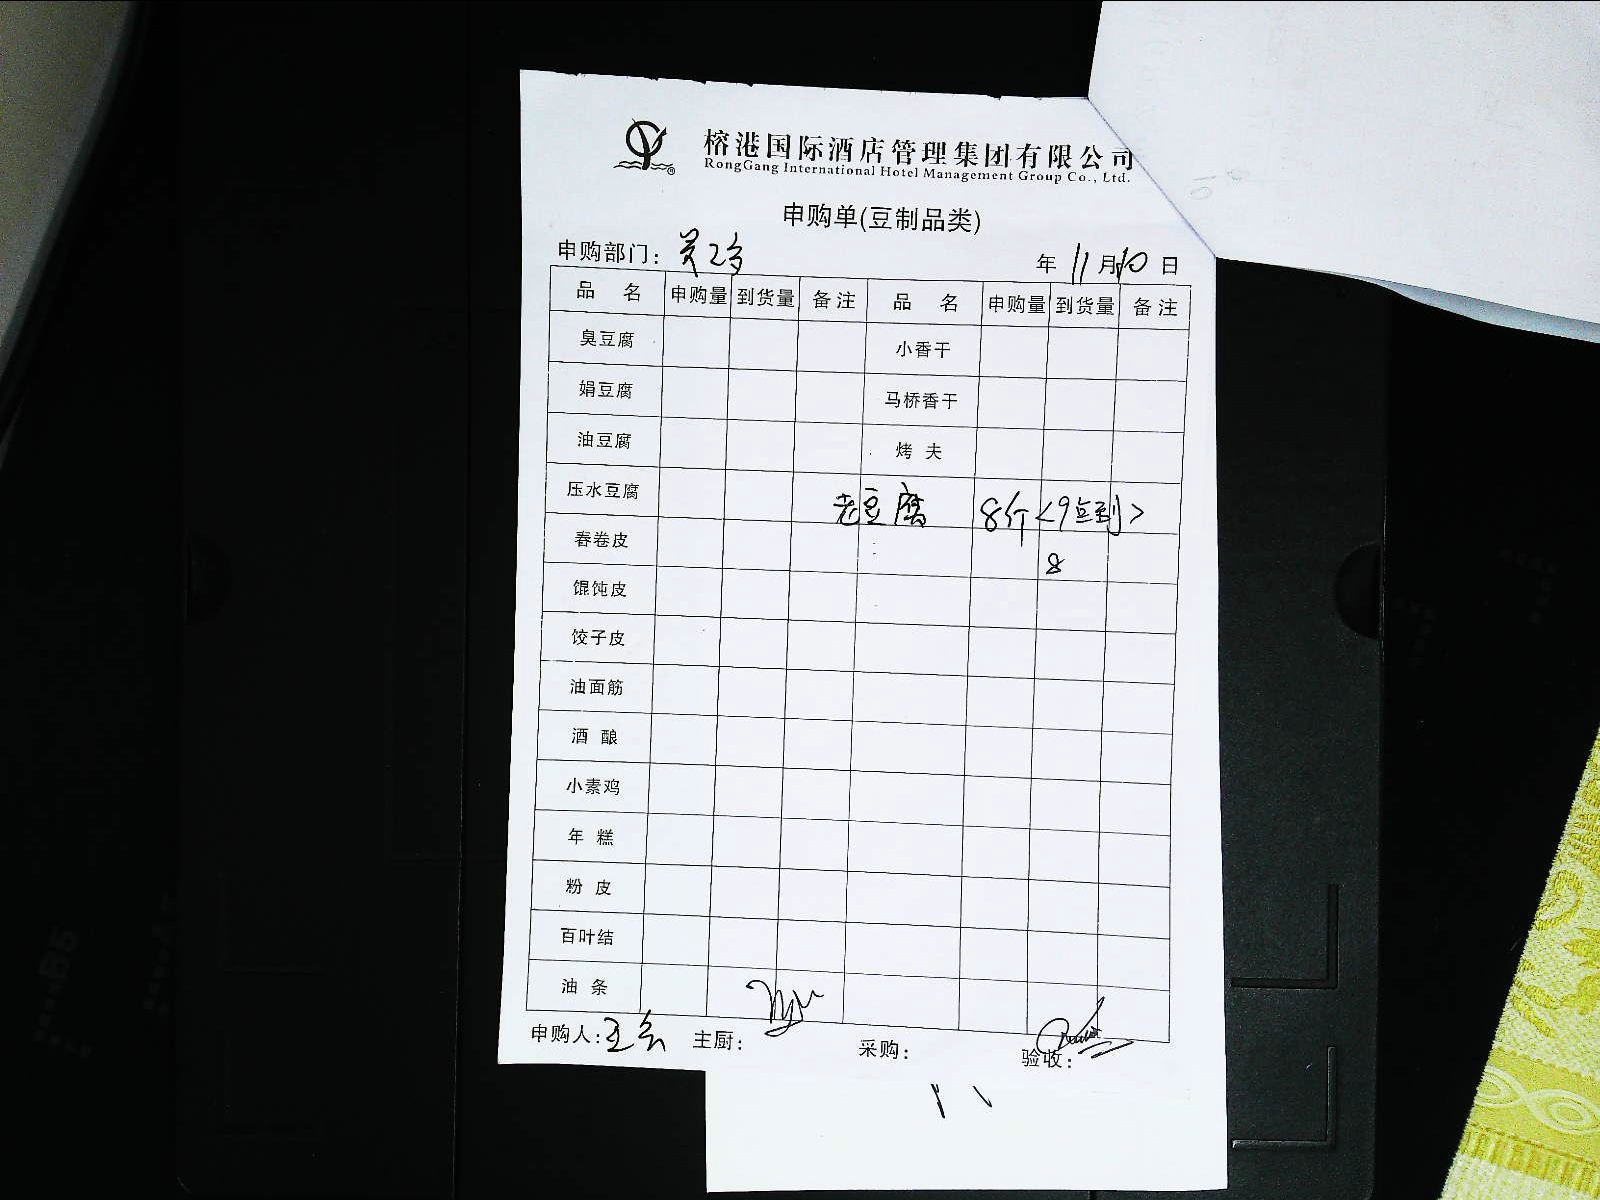 榕港国际酒店管理集团有限公司
RongGang International Hotel Management Group Co., Ltd.
申购单(豆制品类)
申购部门: 年 11 月 10 日
品 名 申购量 到货量 备注 品 名 申购量 到货量 备注
臭豆腐 小香干
娟豆腐 马桥香干
油豆腐 烤 夫
压水豆腐 老豆腐 8斤<9点到>
春卷皮 8
馄饨皮
饺子皮
油面筋
酒 酿
小素鸡
年 糕
粉 皮
百叶结
油 条
申购人: 主厨: 采购: 验收: